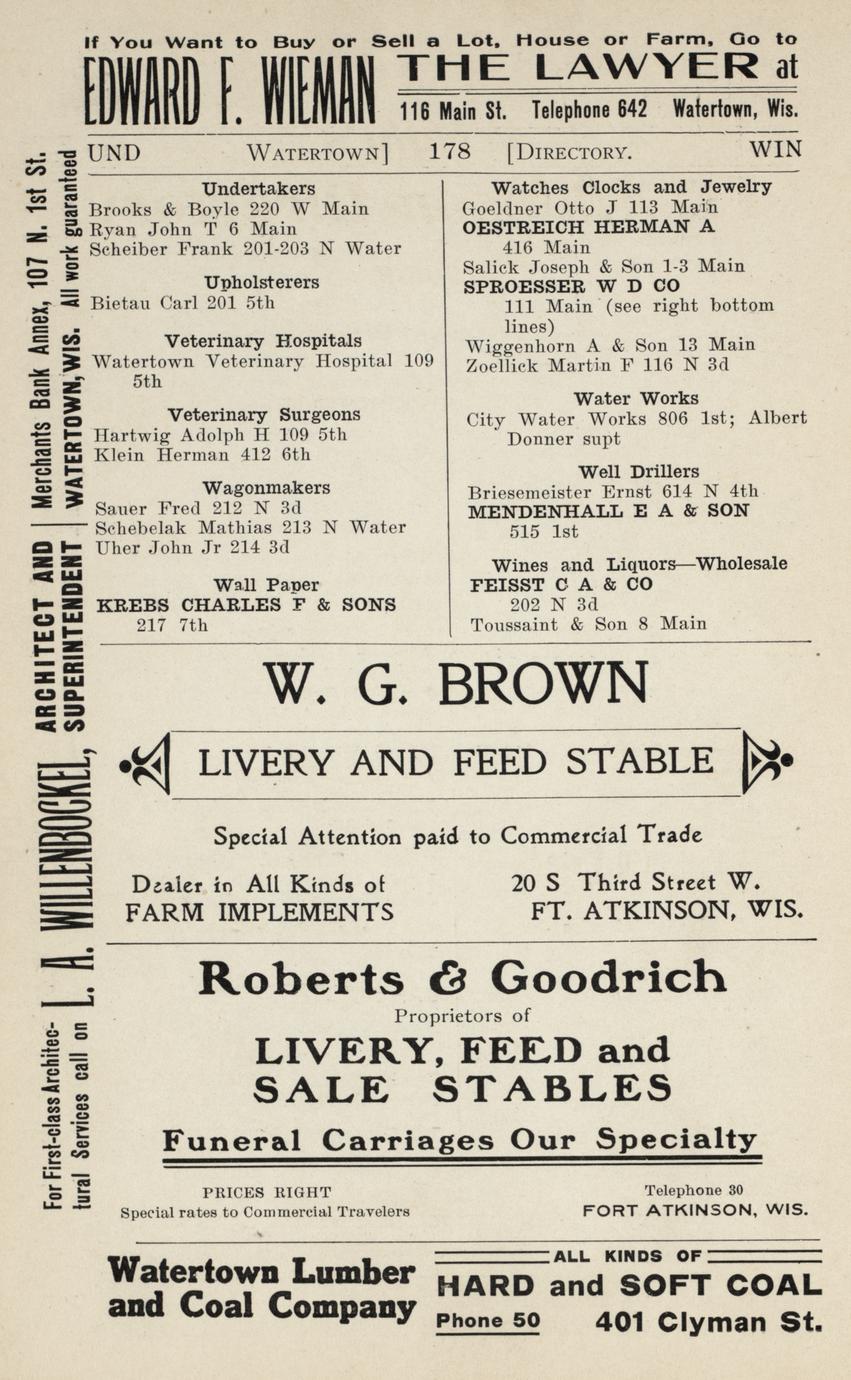 If You Want to Buy or Sell a Lot, House or Farm, Go to
EDWARD F. WIEMAN THE LAWYER at
116 Main St. Telephone 642 Watertown, Wis.
UND WATERTOWN] 178 [DIRECTORY. WIN
Undertakers
Brooks & Boyle 220 W Main
Ryan John T 6 Main
Scheiber Frank 201-203 N Water
Upholsterers
Bietau Carl 201 5th
Veterinary Hospitals
Watertown Veterinary Hospital 109
5th
Veterinary Surgeons
Hartwig Adolph H 109 5th
Klein Herman 412 6th
Wagonmakers
Sauer Fred 212 N 3d
Schebelak Mathias 213 N Water
Uher John Jr 214 3d
Wall Paper
KREBS CHARLES F & SONS
217 7th
Watches Clocks and Jewelry
Goeldner Otto J 113 Main
OESTREICH HERMAN A
416 Main
Salick Joseph & Son 1-3 Main
SPROESSER W D CO
111 Main (see right bottom
lines)
Wiggenhorn A & Son 13 Main
Zoellick Martin F 116 N 3d
Water Works
City Water Works 806 1st; Albert
Donner supt
Well Drillers
Briesemeister Ernst 614 N 4th
MENDENHALL E A & SON
515 1st
Wines and Liquors—Wholesale
FEISST C A & CO
202 N 3d
Toussaint & Son 8 Main
For First-class Architec-
tural Services call on L. A. WILLENBOCKEL,
ARCHITECT AND
SUPERINTENDENT
Merchants Bank Annex, 107 N. 1st St.
WATERTOWN, WIS. All work guaranteed
W. G. BROWN
LIVERY AND FEED STABLE
Special Attention paid to Commercial Trade
Dealer in All Kinds of
FARM IMPLEMENTS
20 S Third Street W.
FT. ATKINSON, WIS.
Roberts & Goodrich
Proprietors of
LIVERY, FEED and
SALE STABLES
Funeral Carriages Our Specialty
PRICES RIGHT
Special rates to Commercial Travelers
Telephone 30
FORT ATKINSON, WIS.
Watertown Lumber
and Coal Company
ALL KINDS OF
HARD and SOFT COAL
Phone 50 401 Clyman St.